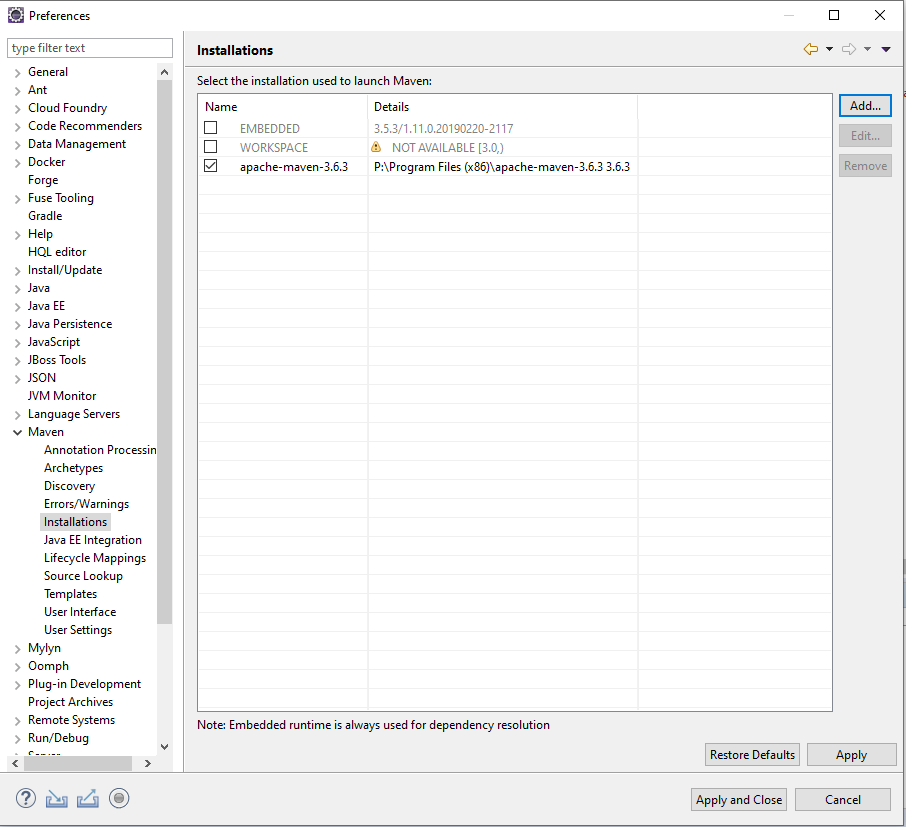 Preferences
type filter text
General
Ant
Cloud Foundry
Code Recommenders
Data Management
Docker
Forge
Fuse Tooling
Gradle
Help
HQL editor
Install/Update
Java
Java EE
Java Persistence
JavaScript
JBoss Tools
JSON
JVM Monitor
Language Servers
Maven
Annotation Processin
Archetypes
Discovery
Errors/Warnings
Installations
Java EE Integration
Lifecycle Mappings
Source Lookup
Templates
User Interface
User Settings
Mylyn
Oomph
Plug-in Development
Project Archives
Remote Systems
Run/Debug
Installations
Select the installation used to launch Maven:
Name Details
EMBEDDED 3.5.3/1.11.0.20190220-2117
WORKSPACE NOT AVAILABLE [3.0,)
apache-maven-3.6.3 P:\Program Files (x86)\apache-maven-3.6.3 3.6.3
Add...
Edit...
Remove
Note: Embedded runtime is always used for dependency resolution
Restore Defaults Apply
? Apply and Close Cancel